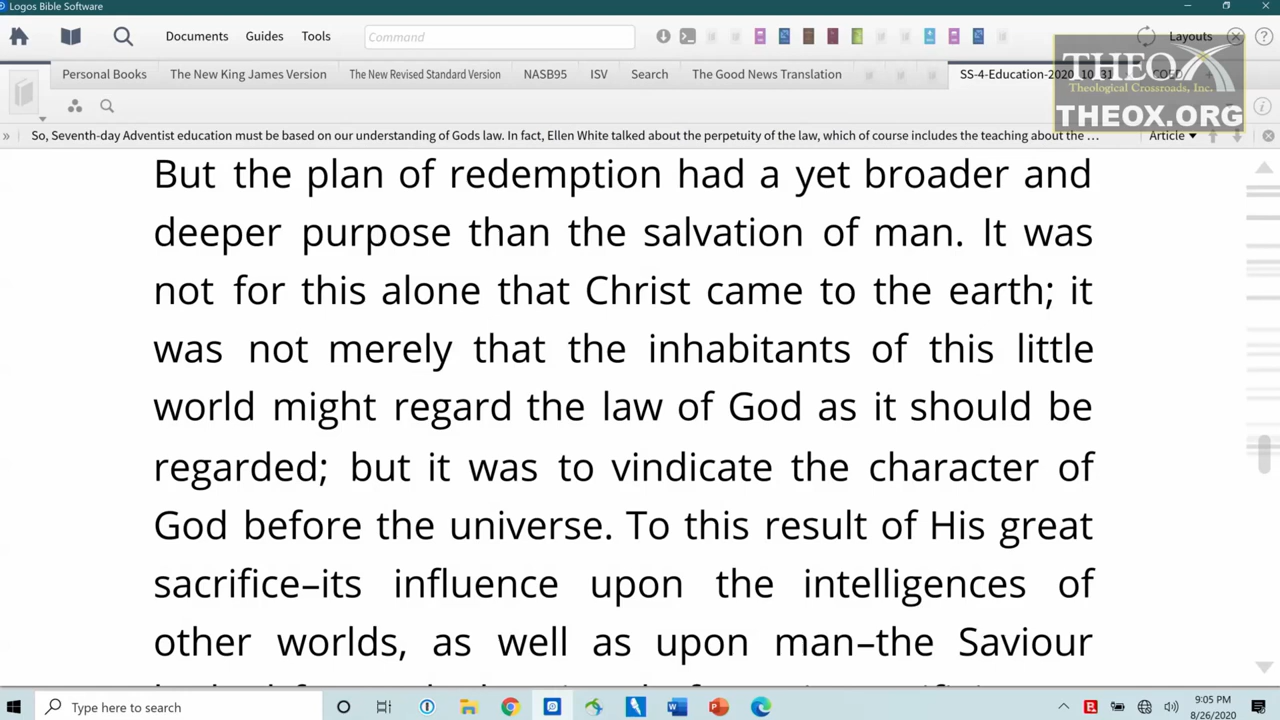 Logos Bible Software
Documents Guides Tools Command Layouts
Personal Books The New King James Version The New Revised Standard Version NASB95 ISV Search The Good News Translation SS-4-Education-2020_10_31
THEO
Theological Crossroads, Inc.
THEOX.ORG
So, Seventh-day Adventist education must be based on our understanding of Gods law. In fact, Ellen White talked about the perpetuity of the law, which of course includes the teaching about the ... Article
But the plan of redemption had a yet broader and
deeper purpose than the salvation of man. It was
not for this alone that Christ came to the earth; it
was not merely that the inhabitants of this little
world might regard the law of God as it should be
regarded; but it was to vindicate the character of
God before the universe. To this result of His great
sacrifice–its influence upon the intelligences of
other worlds, as well as upon man–the Saviour
Type here to search
9:05 PM
8/26/2020